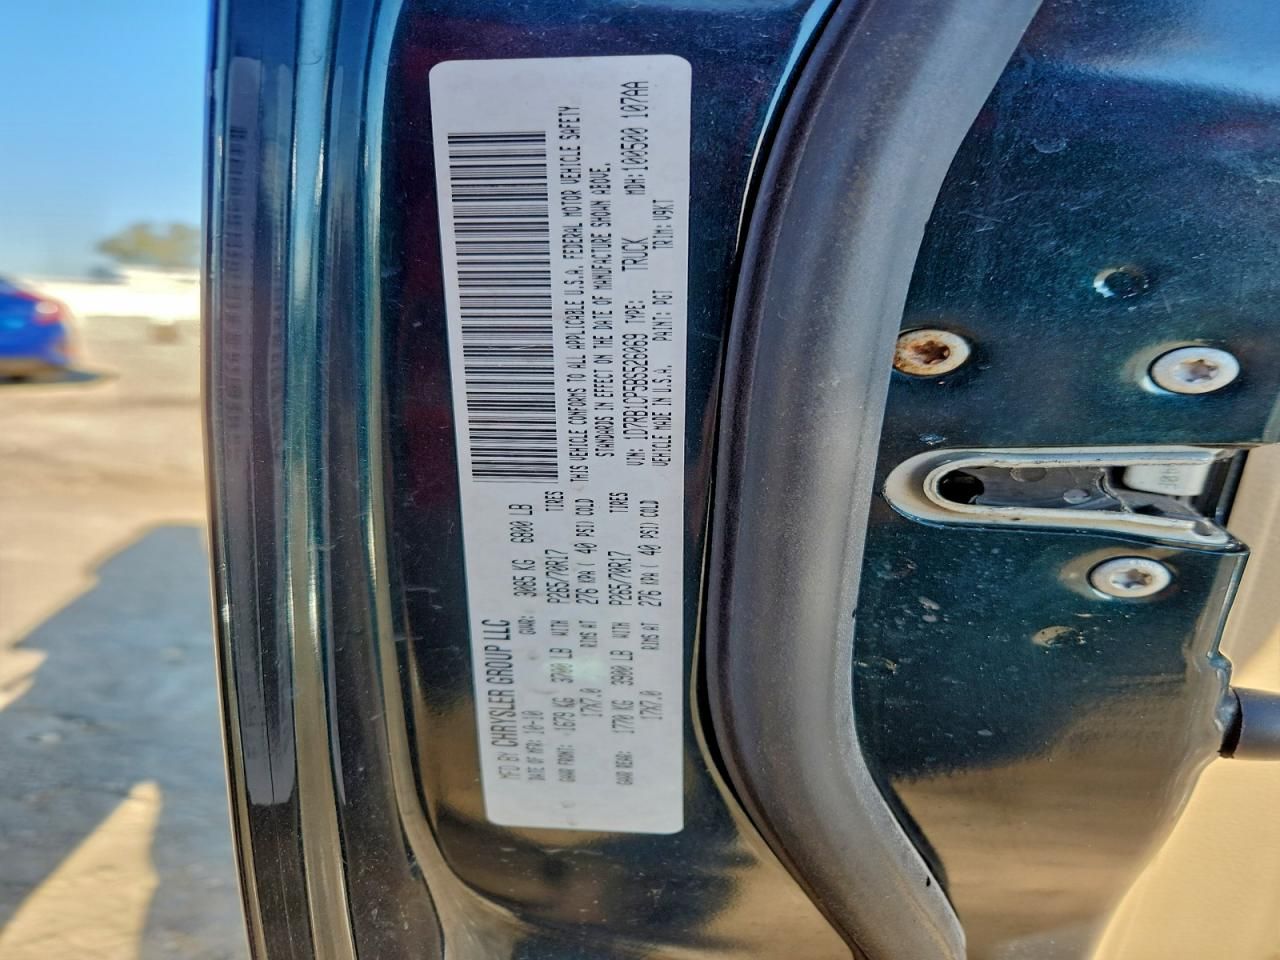 MFD BY CHRYSLER GROUP LLC
DATE OF MFR: 10-10 GVWR: 3085 KG 6800 LB
GAWR FRONT: 1679 KG 3700 LB WITH P265/70R17 TIRES
17X7.0 RIMS AT 276 KPA ( 40 PSI) COLD
GAWR REAR: 1770 KG 3900 LB WITH P265/70R17 TIRES
17X7.0 RIMS AT 276 KPA ( 40 PSI) COLD
THIS VEHICLE CONFORMS TO ALL APPLICABLE U.S.A. FEDERAL MOTOR VEHICLE SAFETY
STANDARDS IN EFFECT ON THE DATE OF MANUFACTURE SHOWN ABOVE.
VIN: 1D7RB1CP5BS526069 TYPE: TRUCK MDH: 100500 107AA
VEHICLE MADE IN U.S.A. PAINT: PGT TRIM: V9KT